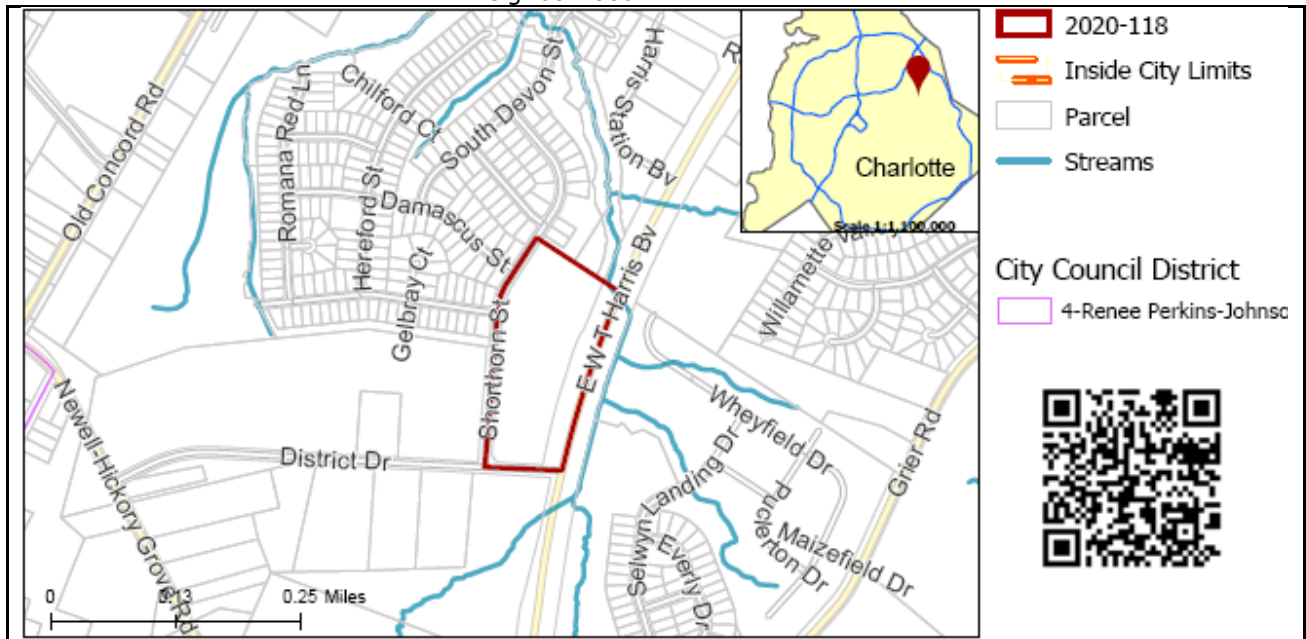 Old Concord Rd
Romana Red Ln
Chilford Ct
South Devon St
Harris Station Bv
R
Hereford St
Damascus St
Gelbray Ct
Shorthorn St
E W T Harris Bv
Newell-Hickory Grove Rd
District Dr
Willamette Valley
Wheyfield Dr
Grier Rd
Selwyn Landing Dr
Puclerton Dr
Maizefield Dr
Everly Dr
0 0.13 0.25 Miles
Charlotte
Scale 1:1,100,000
2020-118
Inside City Limits
Parcel
Streams
City Council District
4-Renee Perkins-Johnso